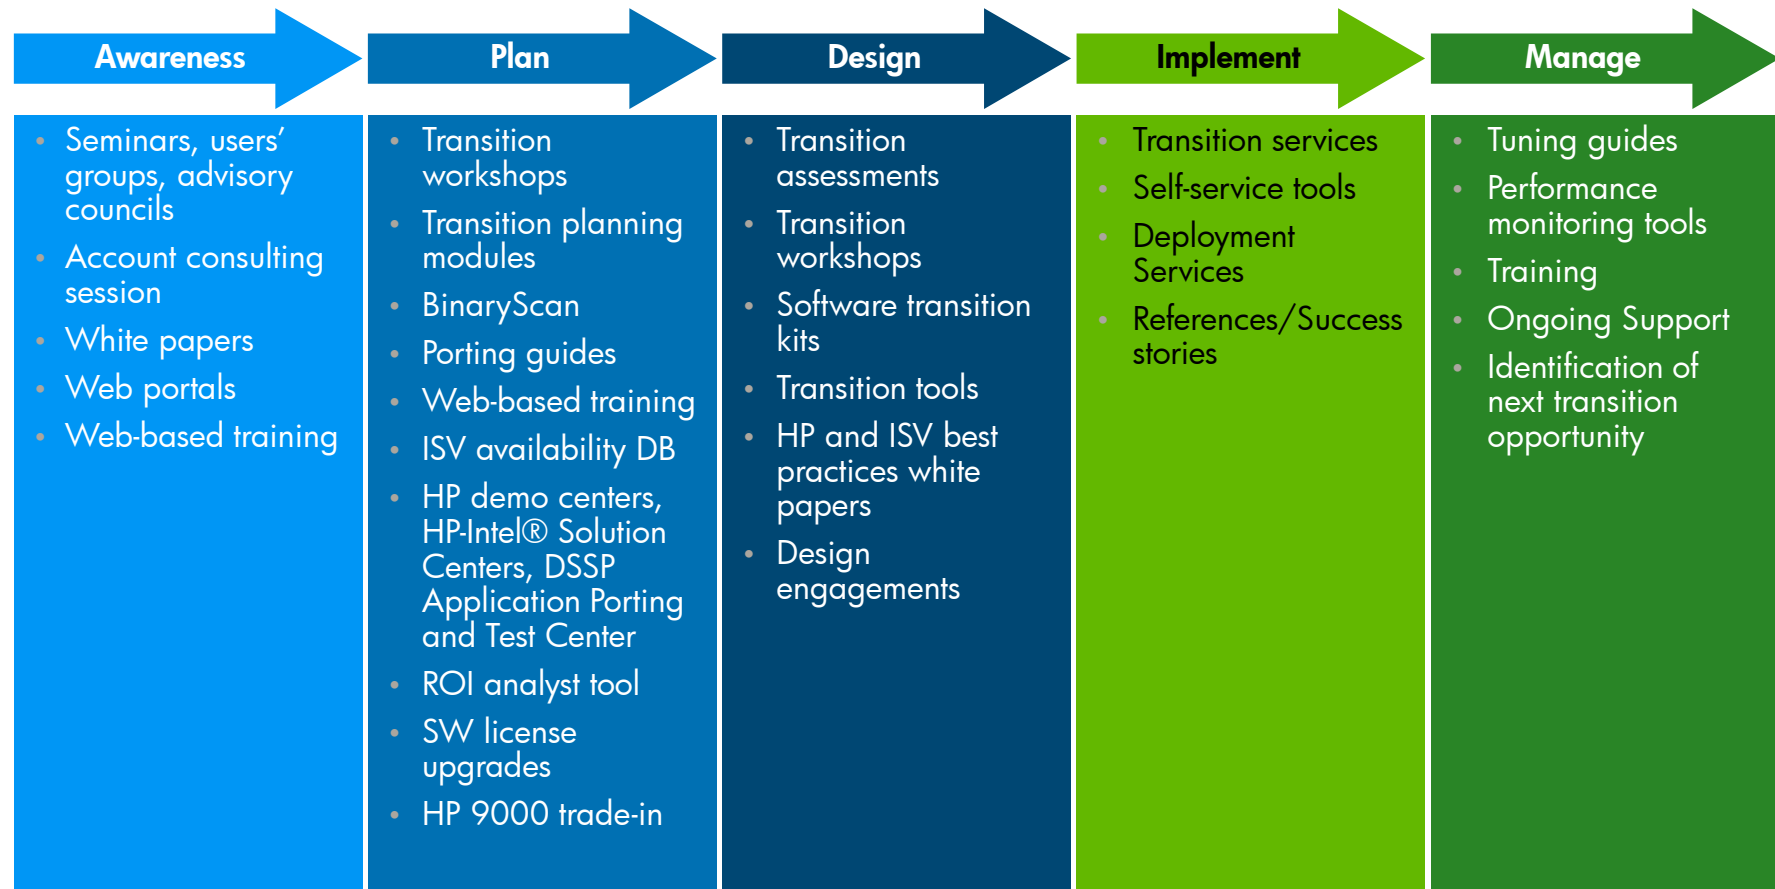 Awareness
Seminars, users’
groups, advisory
councils
Account consulting
session
White papers
Web portals
Web-based training
Plan
Transition
workshops
Transition planning
modules
BinaryScan
Porting guides
Web-based training
ISV availability DB
HP demo centers,
HP-Intel® Solution
Centers, DSSP
Application Porting
and Test Center
ROI analyst tool
SW license
upgrades
HP 9000 trade-in
Design
Transition
assessments
Transition
workshops
Software transition
kits
Transition tools
HP and ISV best
practices white
papers
Design
engagements
Implement
Transition services
Self-service tools
Deployment
Services
References/Success
stories
Manage
Tuning guides
Performance
monitoring tools
Training
Ongoing Support
Identification of
next transition
opportunity